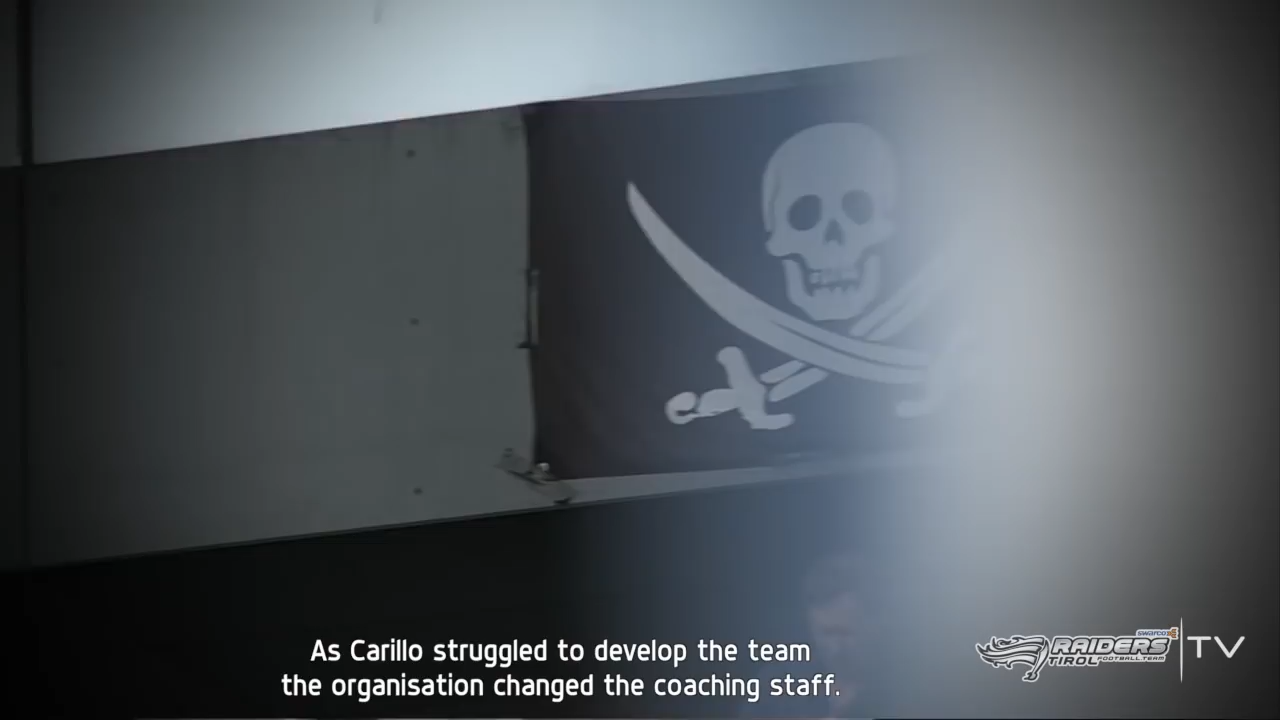 As Carillo struggled to develop the team
the organisation changed the coaching staff.
swarco
RAIDERS
TIROL FOOTBALL TEAM
TV